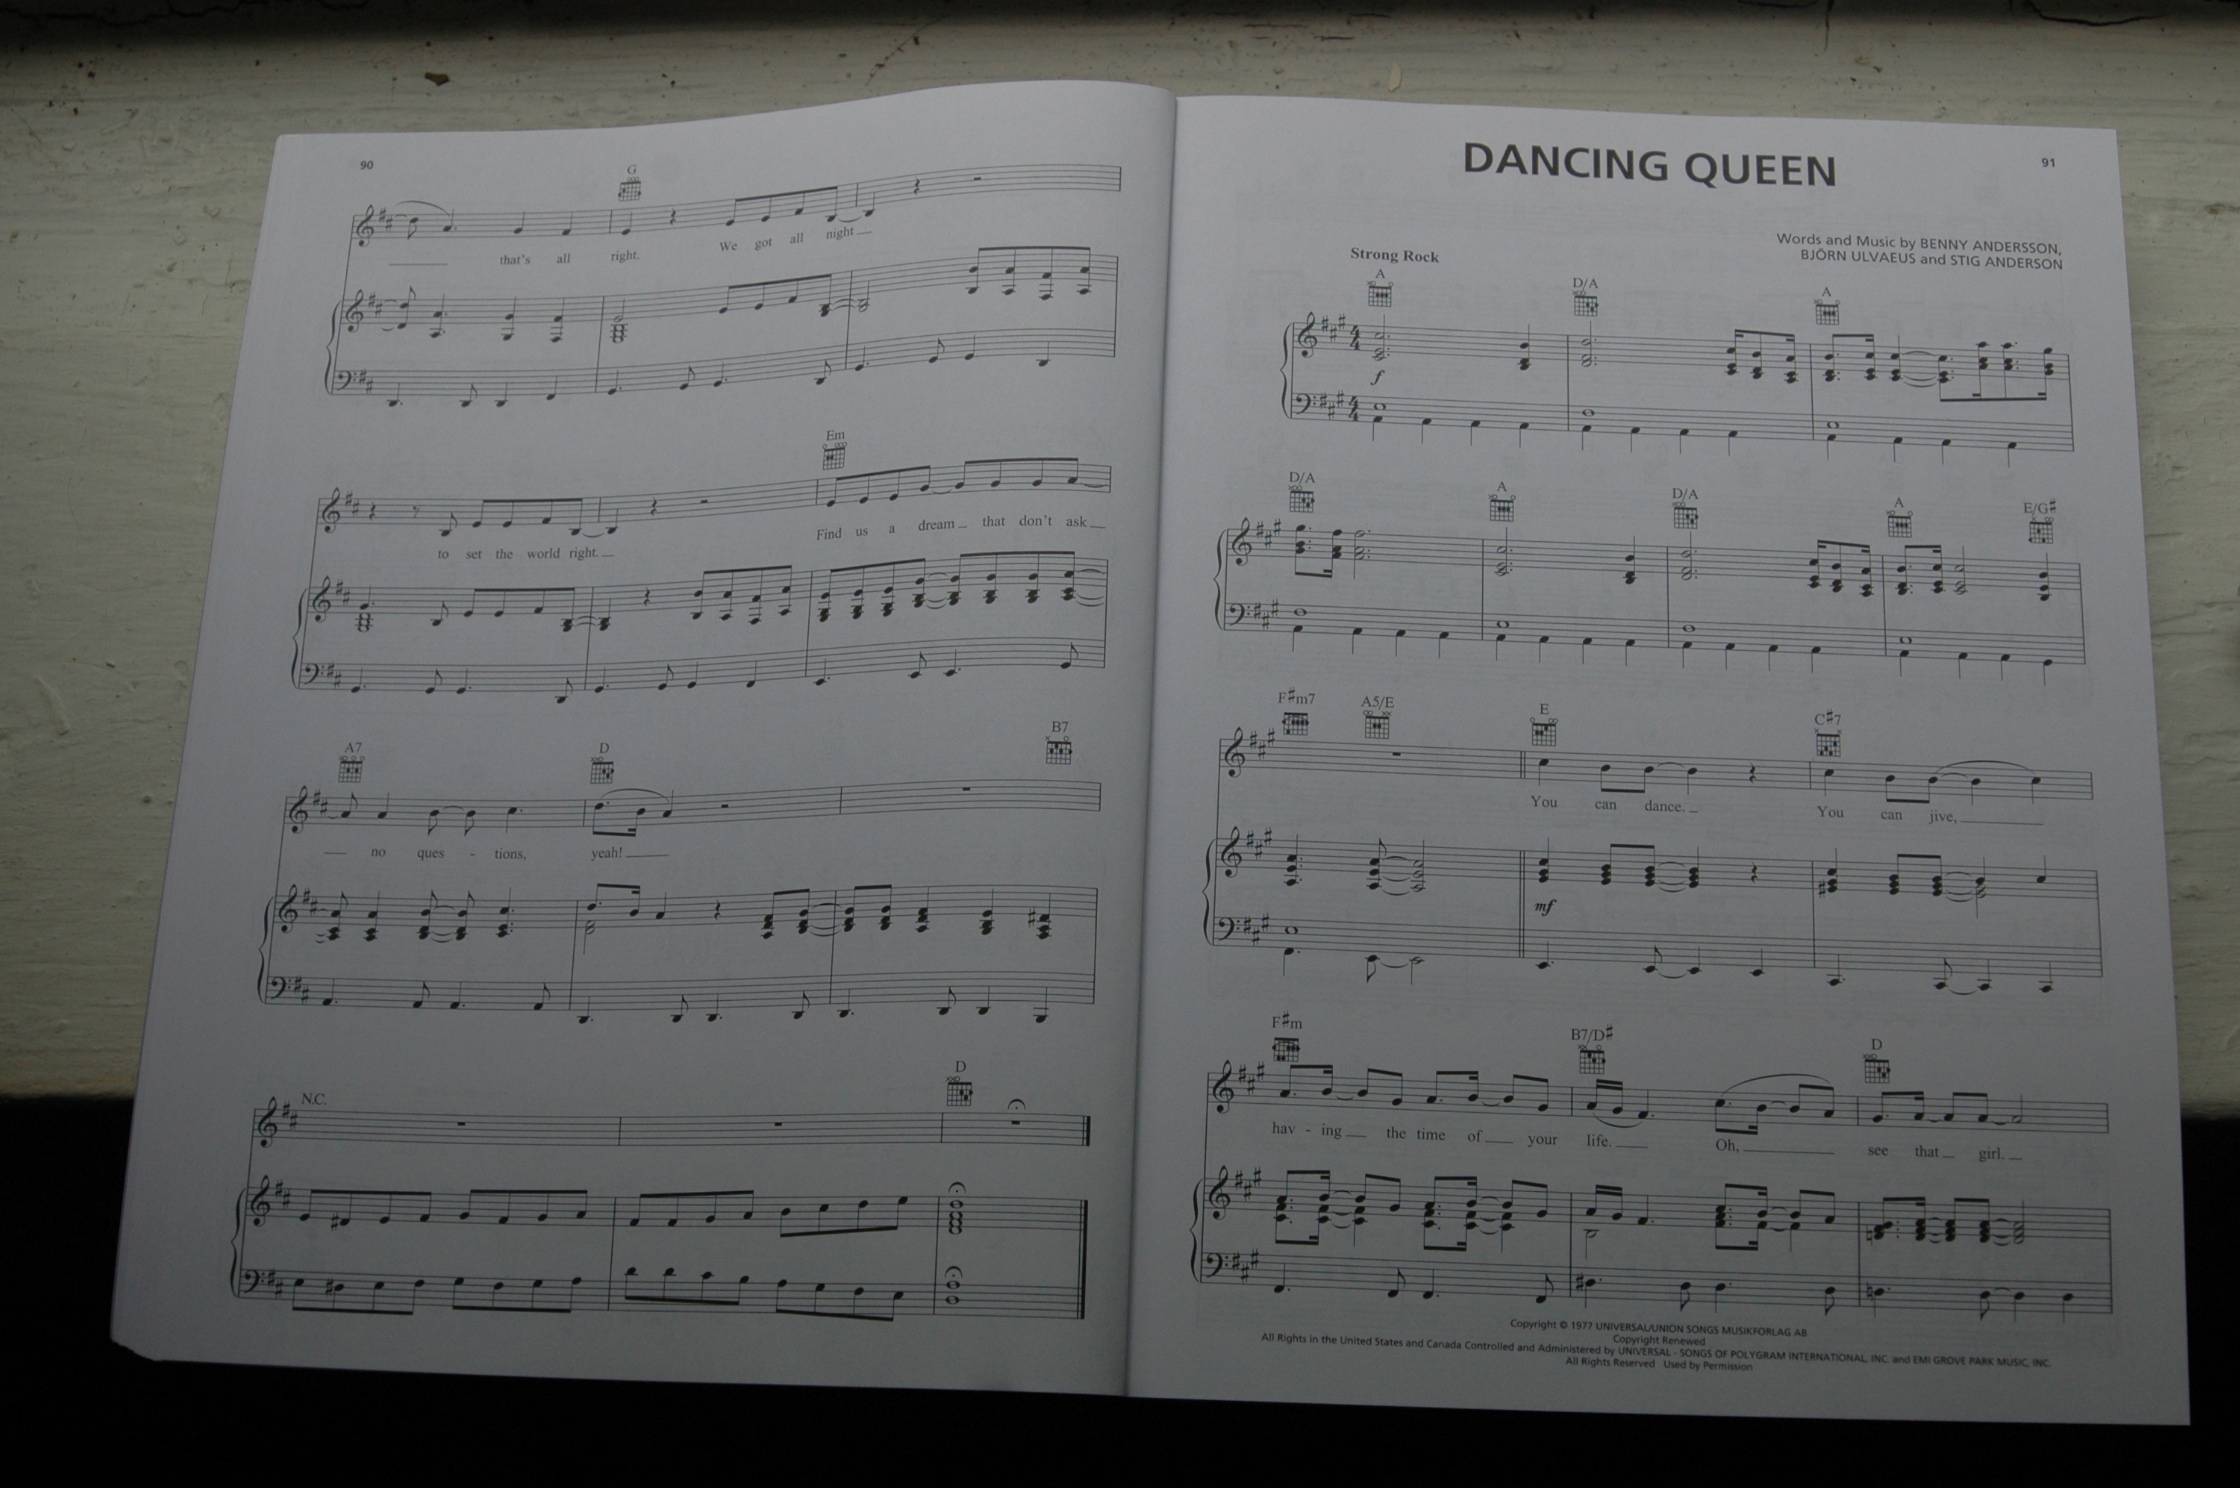 90
G
that's all right. We got all night
Em
to set the world right. Find us a dream that don't ask
A7 D B7
no ques - tions, yeah!
N.C. D
DANCING QUEEN
91
Words and Music by BENNY ANDERSSON,
BJÖRN ULVAEUS and STIG ANDERSON
Strong Rock
A D/A A
f
D/A A D/A A E/G#
F#m7 A5/E E C#7
You can dance. You can jive,
mf
F#m B7/D# D
hav - ing the time of your life. Oh, see that girl.
Copyright © 1977 UNIVERSAL/UNION SONGS MUSIKFORLAG AB
Copyright Renewed
All Rights in the United States and Canada Controlled and Administered by UNIVERSAL - SONGS OF POLYGRAM INTERNATIONAL, INC. and EMI GROVE PARK MUSIC, INC.
All Rights Reserved Used by Permission